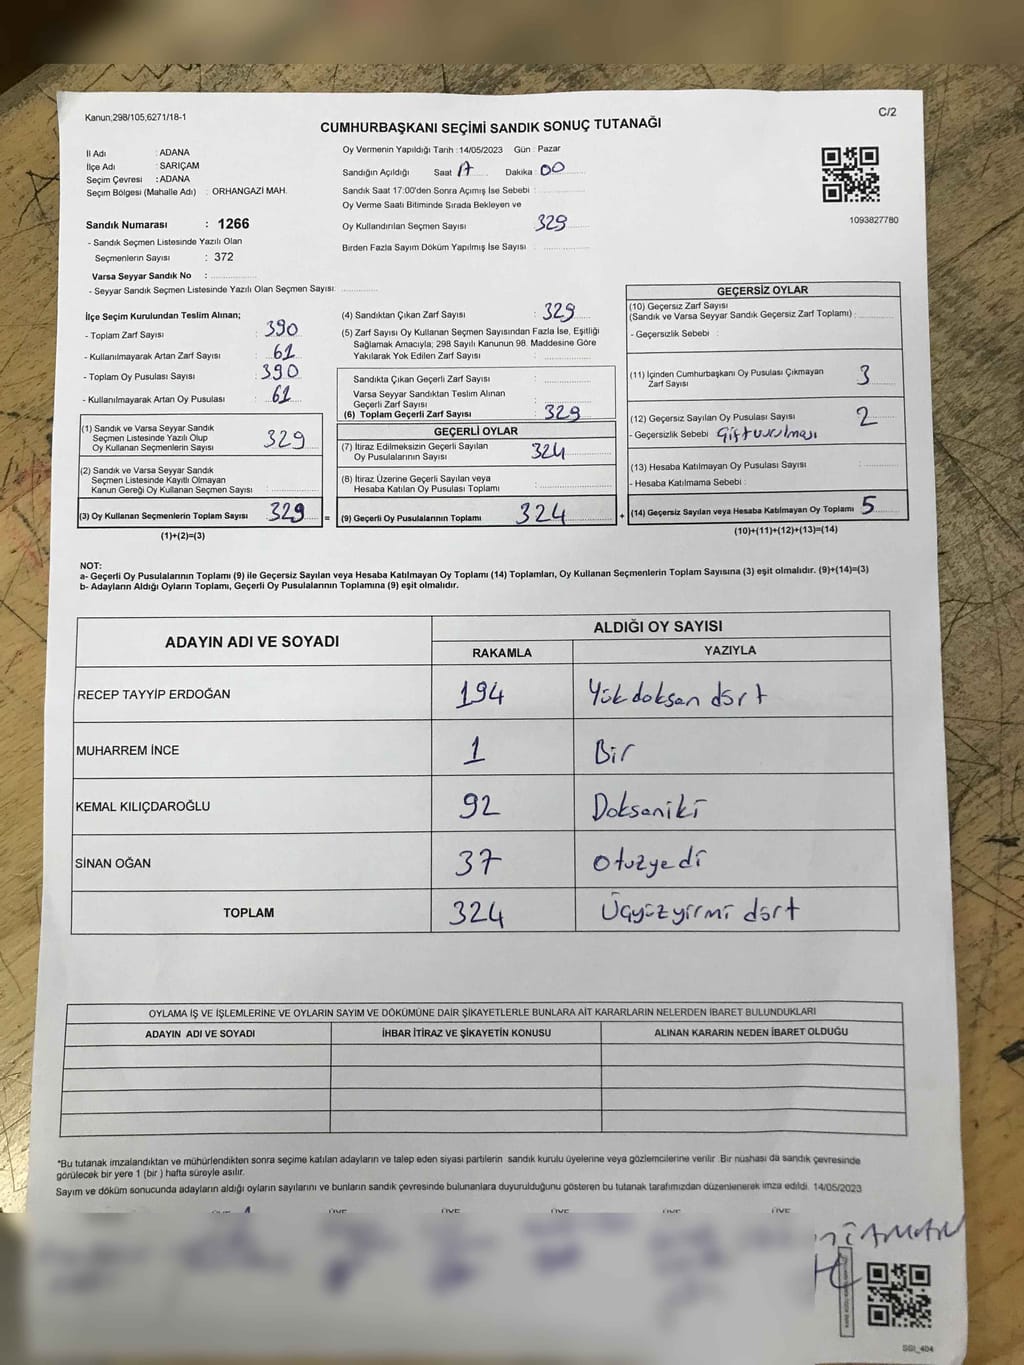 Kanun;298/105,6271/18-1
C/2
CUMHURBAŞKANI SEÇİMİ SANDIK SONUÇ TUTANAĞI
İl Adı : ADANA
İlçe Adı : SARIÇAM
Seçim Çevresi : ADANA
Seçim Bölgesi (Mahalle Adı) : ORHANGAZİ MAH.
Sandık Numarası : 1266
- Sandık Seçmen Listesinde Yazılı Olan
Seçmenlerin Sayısı : 372
Varsa Seyyar Sandık No :
- Seyyar Sandık Seçmen Listesinde Yazılı Olan Seçmen Sayısı:
Oy Vermenin Yapıldığı Tarih : 14/05/2023 Gün : Pazar
Sandığın Açıldığı Saat 17 Dakika : 00
Sandık Saat 17:00'den Sonra Açımış İse Sebebi :
Oy Verme Saati Bitiminde Sırada Bekleyen ve
Oy Kullandırılan Seçmen Sayısı 329
Birden Fazla Sayım Döküm Yapılmış İse Sayısı :
1093827780
İlçe Seçim Kurulundan Teslim Alınan;
- Toplam Zarf Sayısı : 390
- Kullanılmayarak Artan Zarf Sayısı : 61
- Toplam Oy Pusulası Sayısı : 390
- Kullanılmayarak Artan Oy Pusulası : 61
(1) Sandık ve Varsa Seyyar Sandık
Seçmen Listesinde Yazılı Olup
Oy Kullanan Seçmenlerin Sayısı : 329
(2) Sandık ve Varsa Seyyar Sandık
Seçmen Listesinde Kayıtlı Olmayan
Kanun Gereği Oy Kullanan Seçmen Sayısı :
(3) Oy Kullanan Seçmenlerin Toplam Sayısı 329 =
(1)+(2)=(3)
(4) Sandıktan Çıkan Zarf Sayısı : 329
(5) Zarf Sayısı Oy Kullanan Seçmen Sayısından Fazla İse, Eşitliği
Sağlamak Amacıyla; 298 Sayılı Kanunun 98. Maddesine Göre
Yakılarak Yok Edilen Zarf Sayısı :
Sandıkta Çıkan Geçerli Zarf Sayısı :
Varsa Seyyar Sandıktan Teslim Alınan
Geçerli Zarf Sayısı :
(6) Toplam Geçerli Zarf Sayısı : 329
GEÇERLİ OYLAR
(7) İtiraz Edilmeksizin Geçerli Sayılan
Oy Pusulalarının Sayısı : 324
(8) İtiraz Üzerine Geçerli Sayılan veya
Hesaba Katılan Oy Pusulası Toplamı :
(9) Geçerli Oy Pusulalarının Toplamı 324 +
GEÇERSİZ OYLAR
(10) Geçersiz Zarf Sayısı
(Sandık ve Varsa Seyyar Sandık Geçersiz Zarf Toplamı) :
- Geçersizlik Sebebi :
(11) İçinden Cumhurbaşkanı Oy Pusulası Çıkmayan
Zarf Sayısı : 3
(12) Geçersiz Sayılan Oy Pusulası Sayısı : 2
- Geçersizlik Sebebi : Çift vurulması
(13) Hesaba Katılmayan Oy Pusulası Sayısı :
- Hesaba Katılmama Sebebi :
(14) Geçersiz Sayılan veya Hesaba Katılmayan Oy Toplamı 5
(10)+(11)+(12)+(13)=(14)
NOT:
a- Geçerli Oy Pusulalarının Toplamı (9) ile Geçersiz Sayılan veya Hesaba Katılmayan Oy Toplamı (14) Toplamları, Oy Kullanan Seçmenlerin Toplam Sayısına (3) eşit olmalıdır. (9)+(14)=(3)
b- Adayların Aldığı Oyların Toplamı, Geçerli Oy Pusulalarının Toplamına (9) eşit olmalıdır.
ADAYIN ADI VE SOYADI
ALDIĞI OY SAYISI
RAKAMLA YAZIYLA
RECEP TAYYİP ERDOĞAN 194 Yükdoksan dört
MUHARREM İNCE 1 Bir
KEMAL KILIÇDAROĞLU 92 Doksaniki
SİNAN OĞAN 37 Otuzyedi
TOPLAM 324 Üçyüzyirmi dört
OYLAMA İŞ VE İŞLEMLERİNE VE OYLARIN SAYIM VE DÖKÜMÜNE DAİR ŞİKAYETLERLE BUNLARA AİT KARARLARIN NELERDEN İBARET BULUNDUKLARI
ADAYIN ADI VE SOYADI İHBAR İTİRAZ VE ŞİKAYETİN KONUSU ALINAN KARARIN NEDEN İBARET OLDUĞU
*Bu tutanak imzalandıktan ve mühürlendikten sonra seçime katılan adayların ve talep eden siyasi partilerin sandık kurulu üyelerine veya gözlemcilerine verilir. Bir nüshası da sandık çevresinde
görülecek bir yere 1 (bir) hafta süreyle asılır.
Sayım ve döküm sonucunda adayların aldığı oyların sayılarını ve bunların sandık çevresinde bulunanlara duyurulduğunu gösteren bu tutanak tarafımızdan düzenlenerek imza edildi. 14/05/2023
ÜYE ÜYE ÜYE ÜYE ÜYE ÜYE
SGI_404